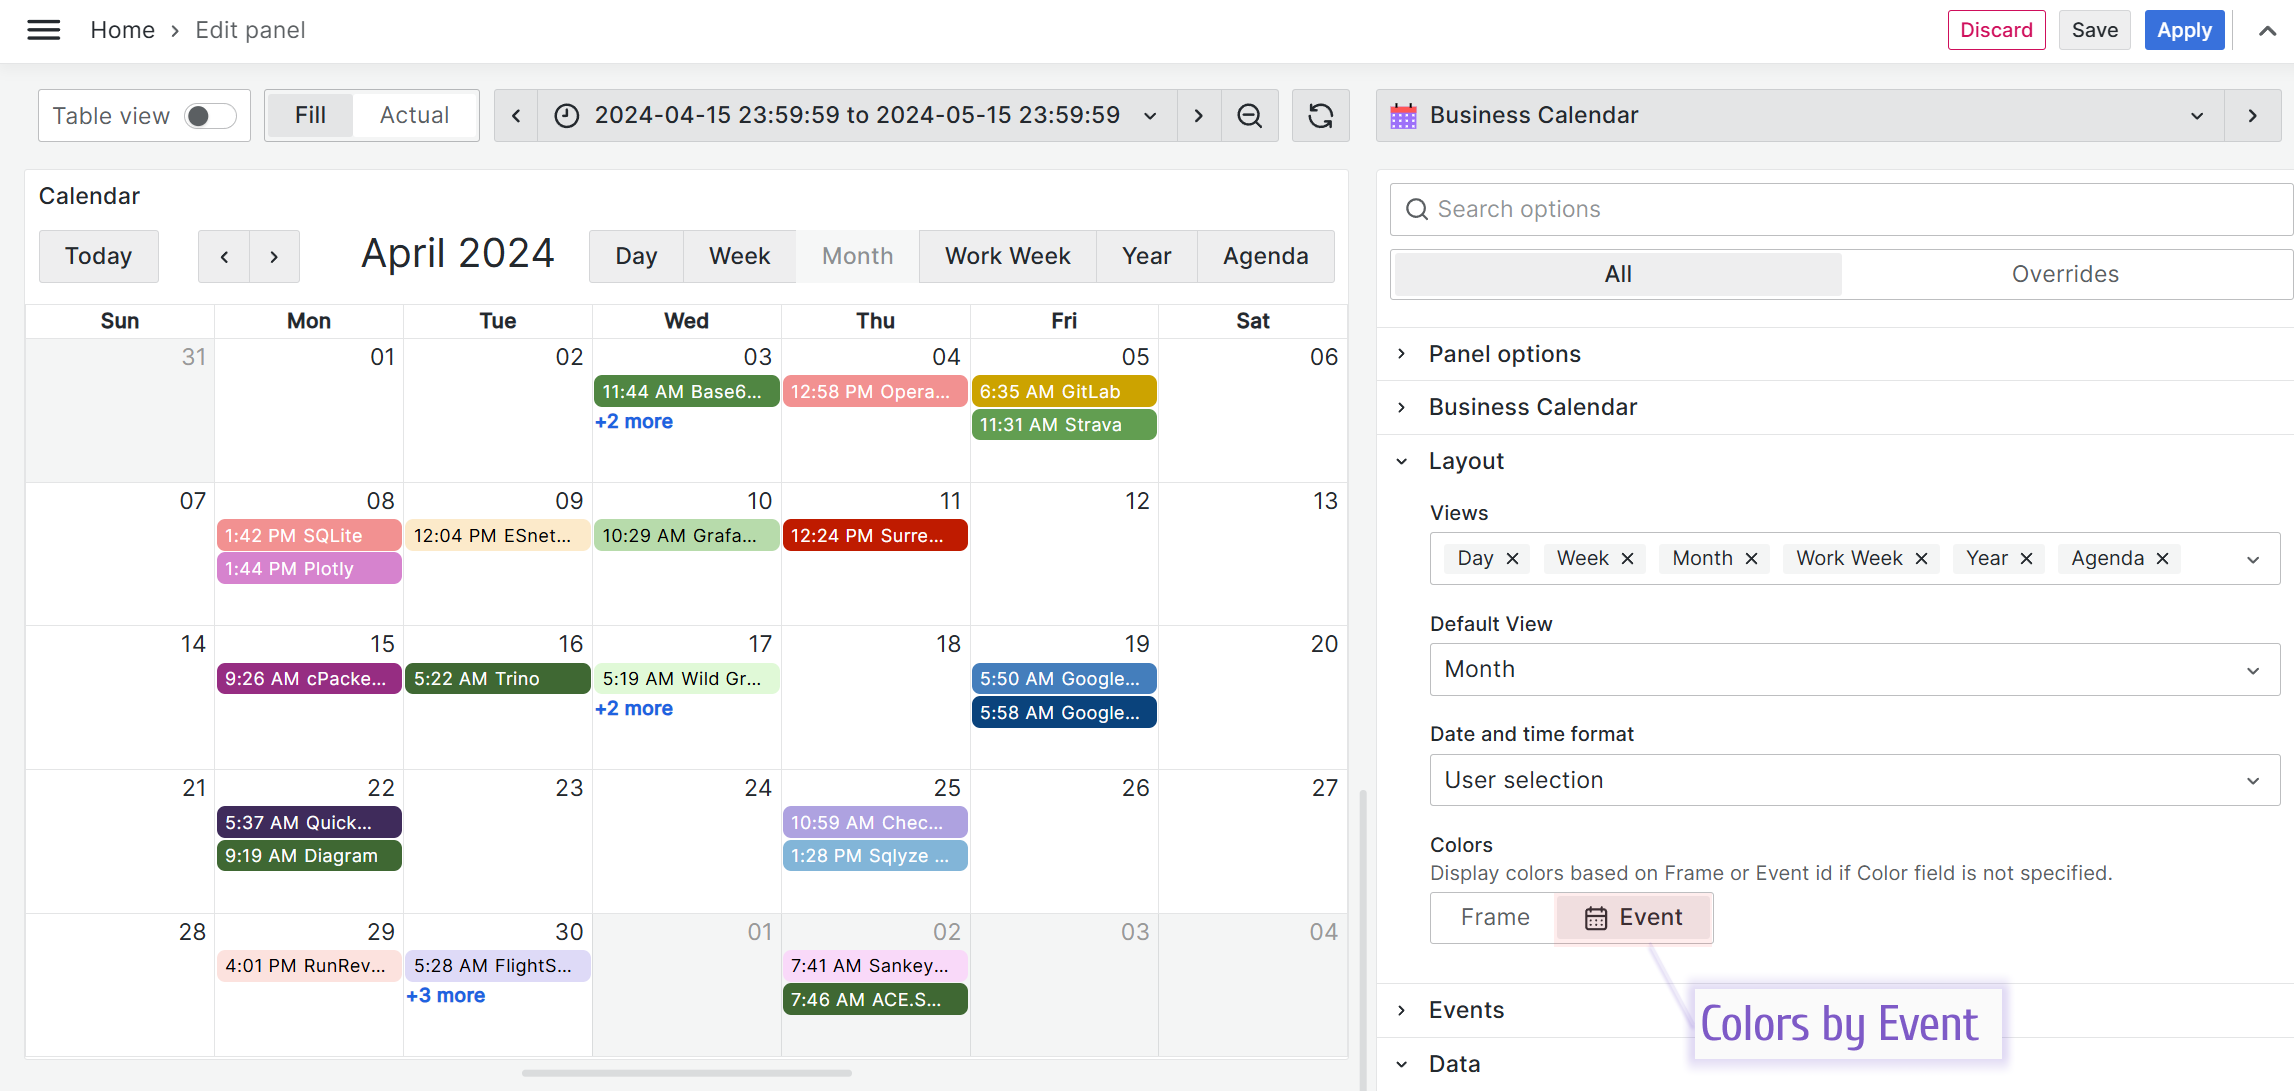 Home › Edit panel
Discard
Save
Apply
Table view
Fill
Actual
2024-04-15 23:59:59 to 2024-05-15 23:59:59
Business Calendar
Calendar
Today
April 2024
Day
Week
Month
Work Week
Year
Agenda
Sun Mon Tue Wed Thu Fri Sat
31 01 02 03 04 05 06
11:44 AM Base6...
+2 more
12:58 PM Opera...
6:35 AM GitLab
11:31 AM Strava
07 08 09 10 11 12 13
1:42 PM SQLite
1:44 PM Plotly
12:04 PM ESnet...
10:29 AM Grafa...
12:24 PM Surre...
14 15 16 17 18 19 20
9:26 AM cPacke...
5:22 AM Trino
5:19 AM Wild Gr...
+2 more
5:50 AM Google...
5:58 AM Google...
21 22 23 24 25 26 27
5:37 AM Quick...
9:19 AM Diagram
10:59 AM Chec...
1:28 PM Sqlyze ...
28 29 30 01 02 03 04
4:01 PM RunRev...
5:28 AM FlightS...
+3 more
7:41 AM Sankey...
7:46 AM ACE.S...
Search options
All
Overrides
Panel options
Business Calendar
Layout
Views
Day Week Month Work Week Year Agenda
Default View
Month
Date and time format
User selection
Colors
Display colors based on Frame or Event id if Color field is not specified.
Frame
Event
Colors by Event
Events
Data